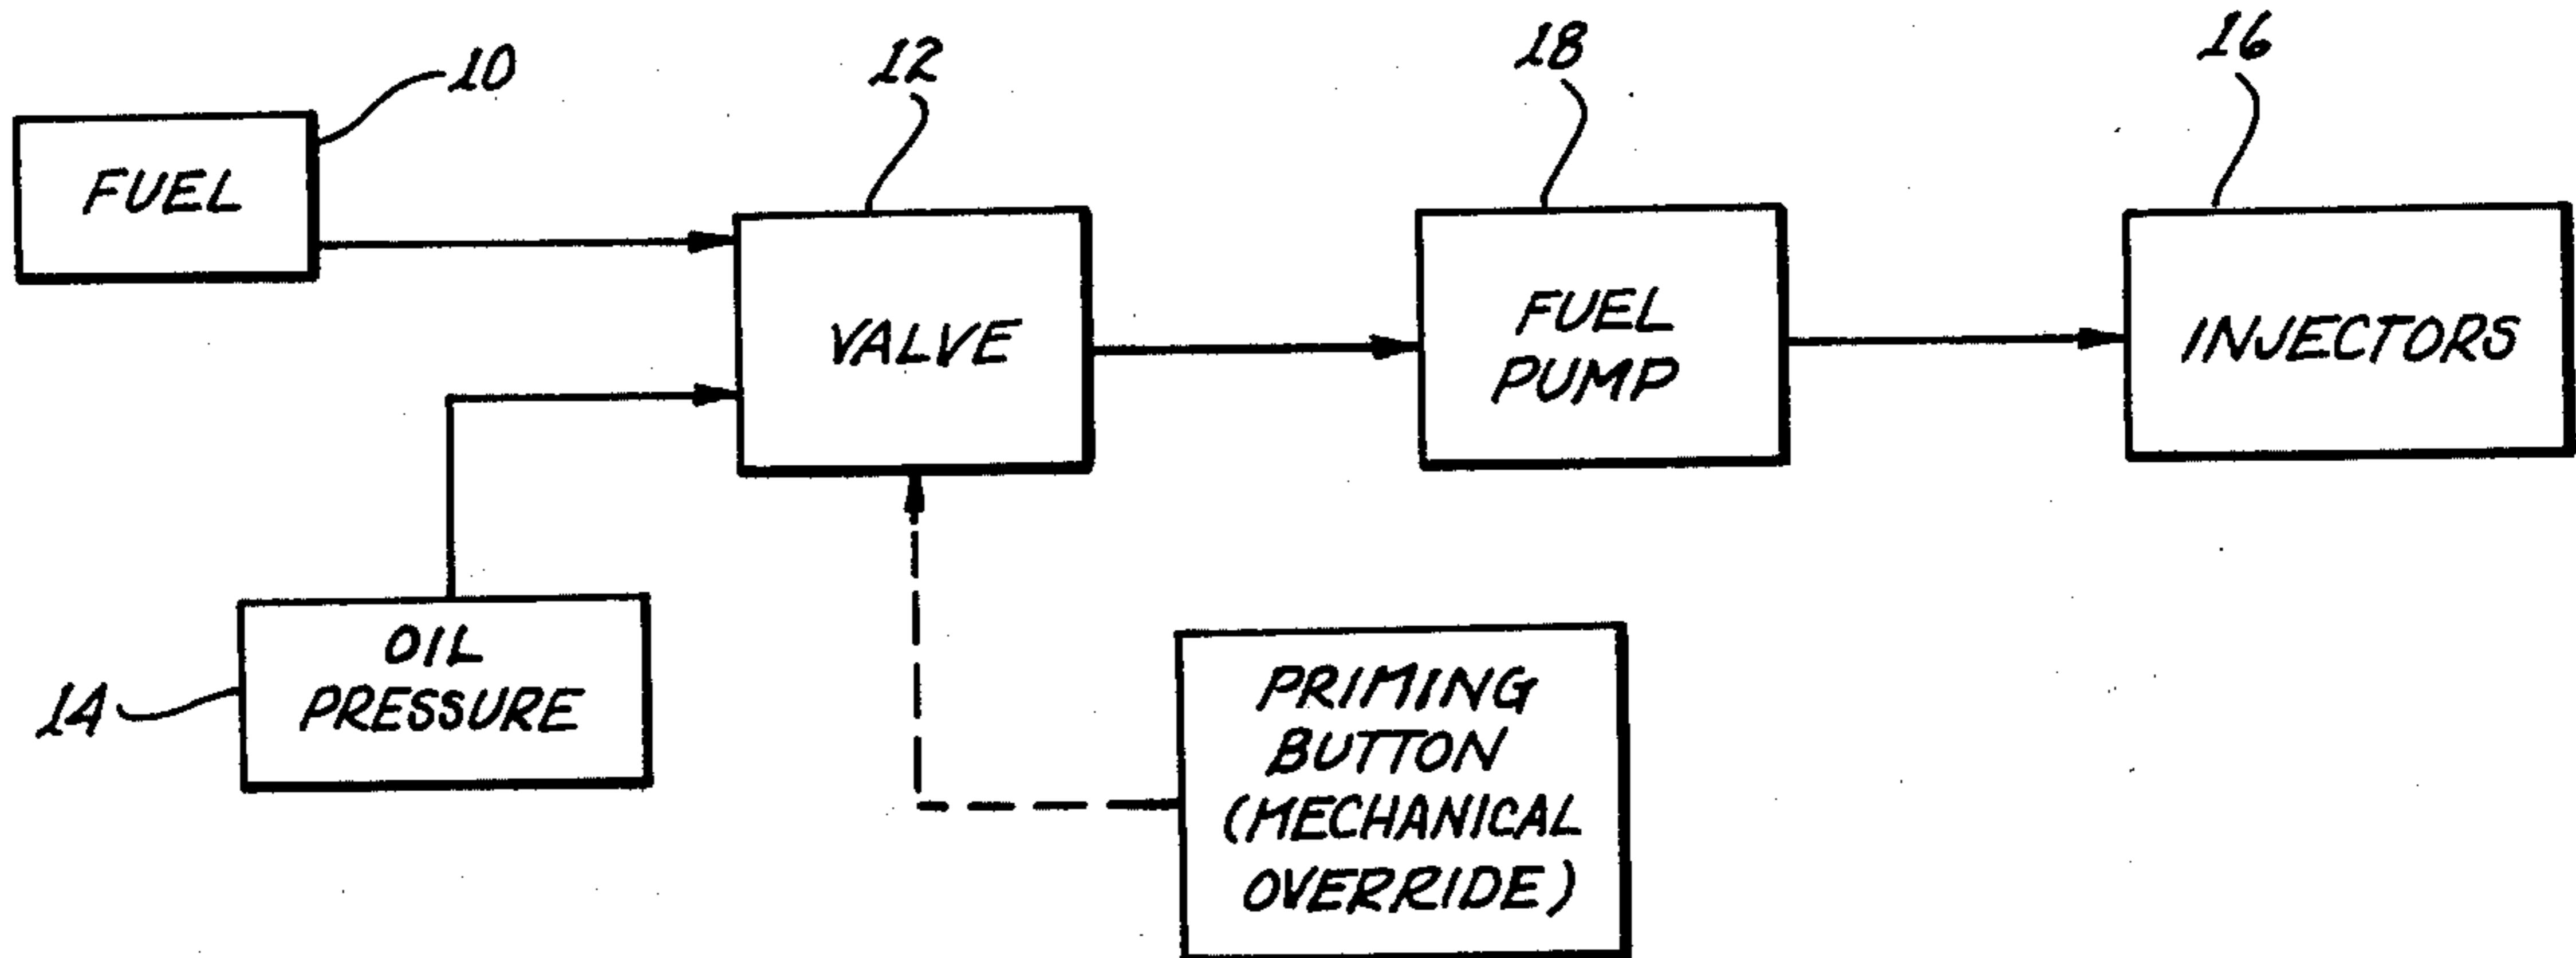 10
12
18
16
FUEL
VALVE
FUEL
PUMP
INJECTORS
14
OIL
PRESSURE
PRIMING
BUTTON
(MECHANICAL
OVERRIDE)